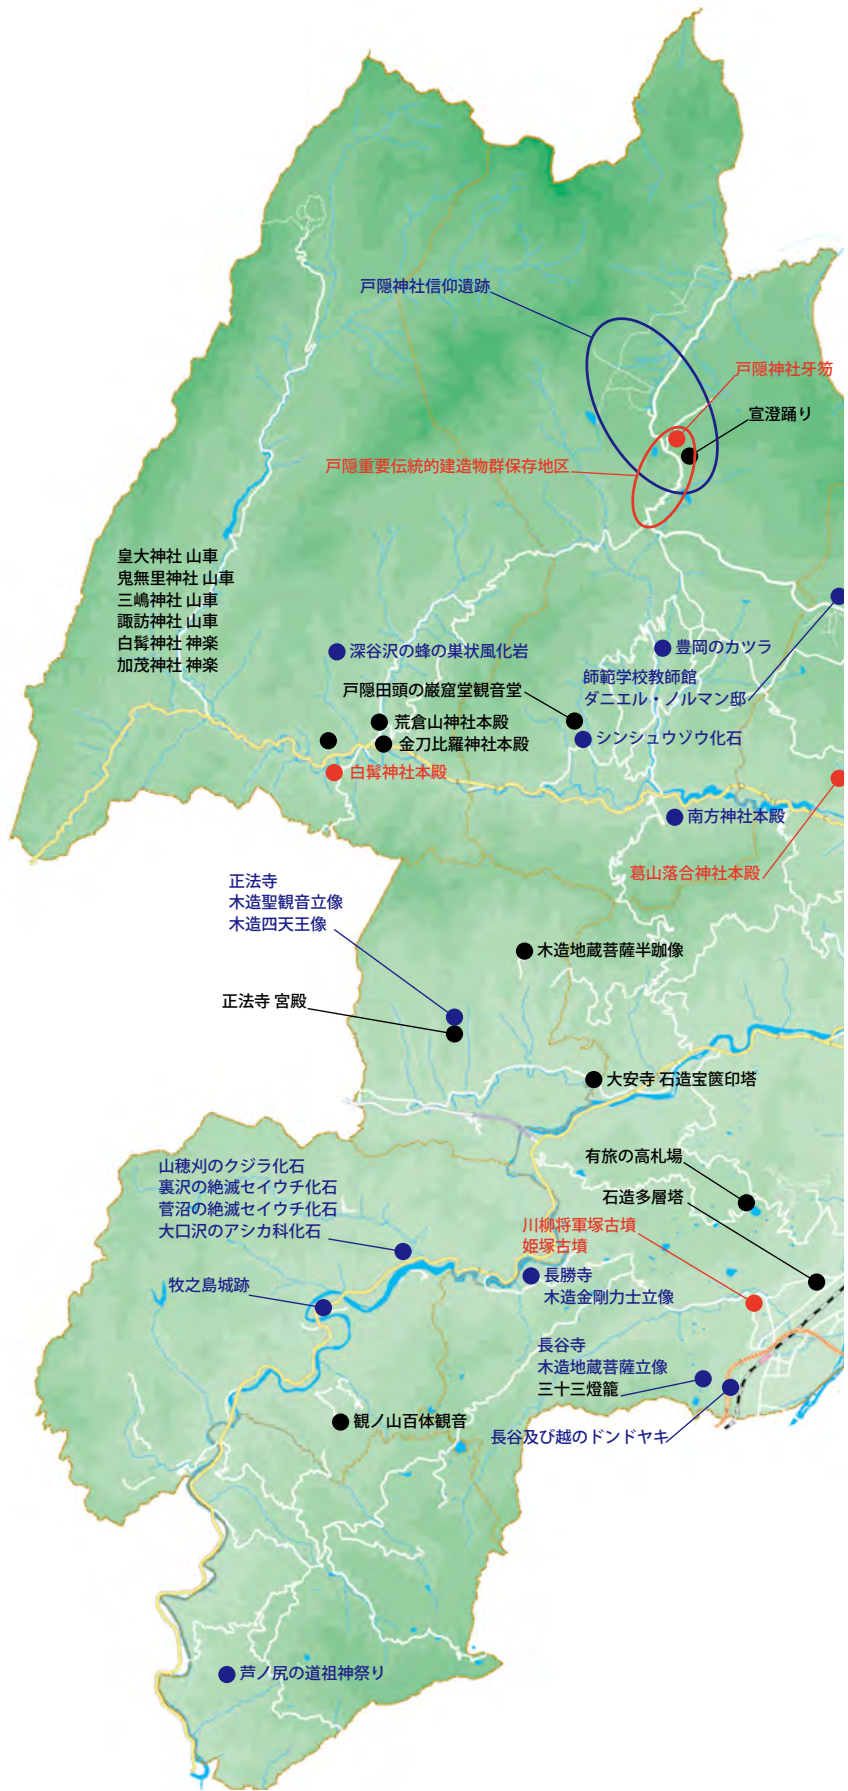 戸隠神社信仰遺跡
戸隠神社牙笏
宣澄踊り
戸隠重要伝統的建造物群保存地区
皇大神社 山車
鬼無里神社 山車
三嶋神社 山車
諏訪神社 山車
白髯神社 神楽
加茂神社 神楽
深谷沢の蜂の巣状風化岩
豊岡のカツラ
師範学校教師館
ダニエル・ノルマン邸
戸隠田頭の巌窟堂観音堂
荒倉山神社本殿
シンシュウゾウ化石
金刀比羅神社本殿
白髯神社本殿
南方神社本殿
葛山落合神社本殿
正法寺
木造聖観音立像
木造四天王像
木造地蔵菩薩半跏像
正法寺 宮殿
大安寺 石造宝篋印塔
有旅の高札場
石造多層塔
山穂刈のクジラ化石
裏沢の絶滅セイウチ化石
菅沼の絶滅セイウチ化石
大口沢のアシカ科化石
川柳将軍塚古墳
姫塚古墳
牧之島城跡
長勝寺
木造金剛力士立像
長谷寺
木造地蔵菩薩立像
三十三燈籠
観ノ山百体観音
長谷及び越のドンドヤキ
芦ノ尻の道祖神祭り